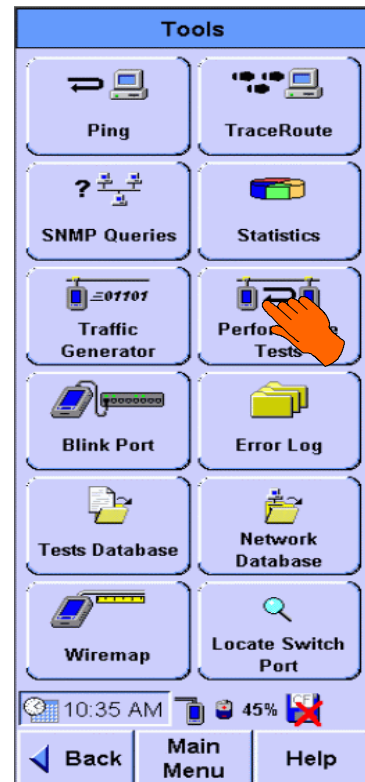 Tools
Ping
TraceRoute
?
SNMP Queries
Statistics
01101
Traffic
Generator
Tests
Blink Port
Error Log
Tests Database
Network
Database
Wiremap
Locate Switch
Port
10:35 AM
45%
CF
Back
Main
Menu
Help